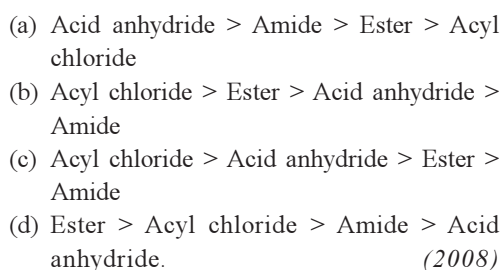 (a) Acid anhydride > Amide > Ester > Acyl
chloride
(b) Acyl chloride > Ester > Acid anhydride >
Amide
(c) Acyl chloride > Acid anhydride > Ester >
Amide
(d) Ester > Acyl chloride > Amide > Acid
anhydride. (2008)